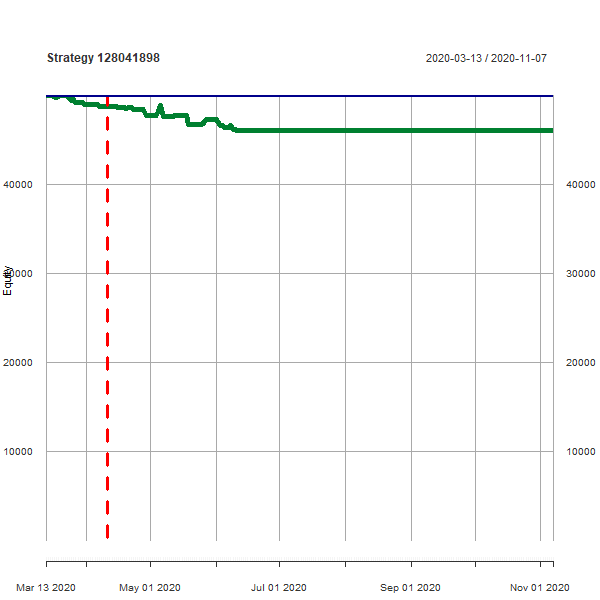 Strategy 128041898
2020-03-13 / 2020-11-07
40000
40000
Equity
30000
20000
20000
10000
10000
Mar 13 2020
May 01 2020
Jul 01 2020
Sep 01 2020
Nov 01 2020